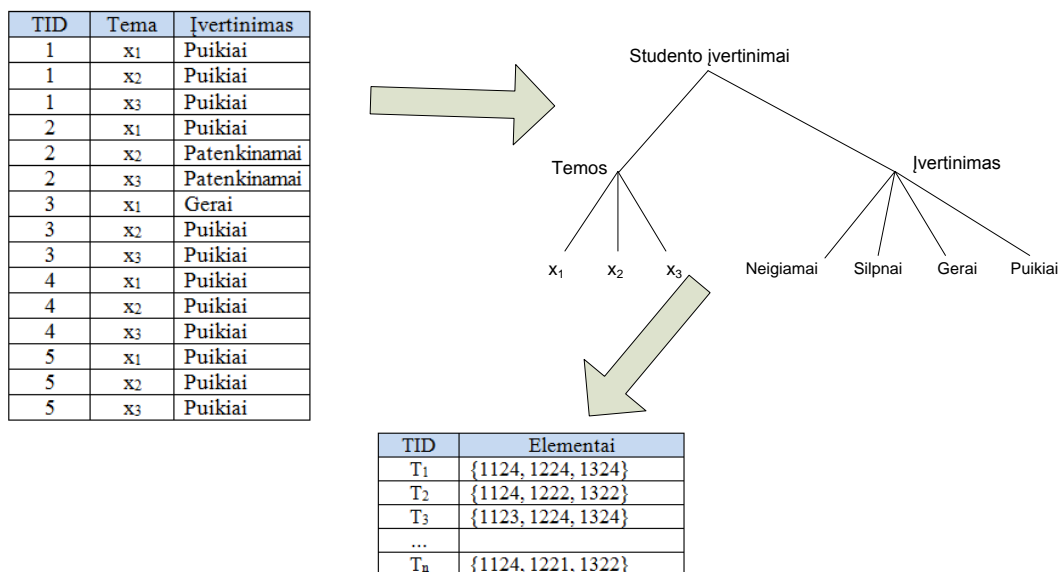 TID Tema Įvertinimas
1 x1 Puikiai
1 x2 Puikiai
1 x3 Puikiai
2 x1 Puikiai
2 x2 Patenkinamai
2 x3 Patenkinamai
3 x1 Gerai
3 x2 Puikiai
3 x3 Puikiai
4 x1 Puikiai
4 x2 Puikiai
4 x3 Puikiai
5 x1 Puikiai
5 x2 Puikiai
5 x3 Puikiai
Studento įvertinimai
Temos Įvertinimas
x1 x2 x3 Neigiamai Silpnai Gerai Puikiai
TID Elementai
T1 {1124, 1224, 1324}
T2 {1124, 1222, 1322}
T3 {1123, 1224, 1324}
...
Tn {1124, 1221, 1322}